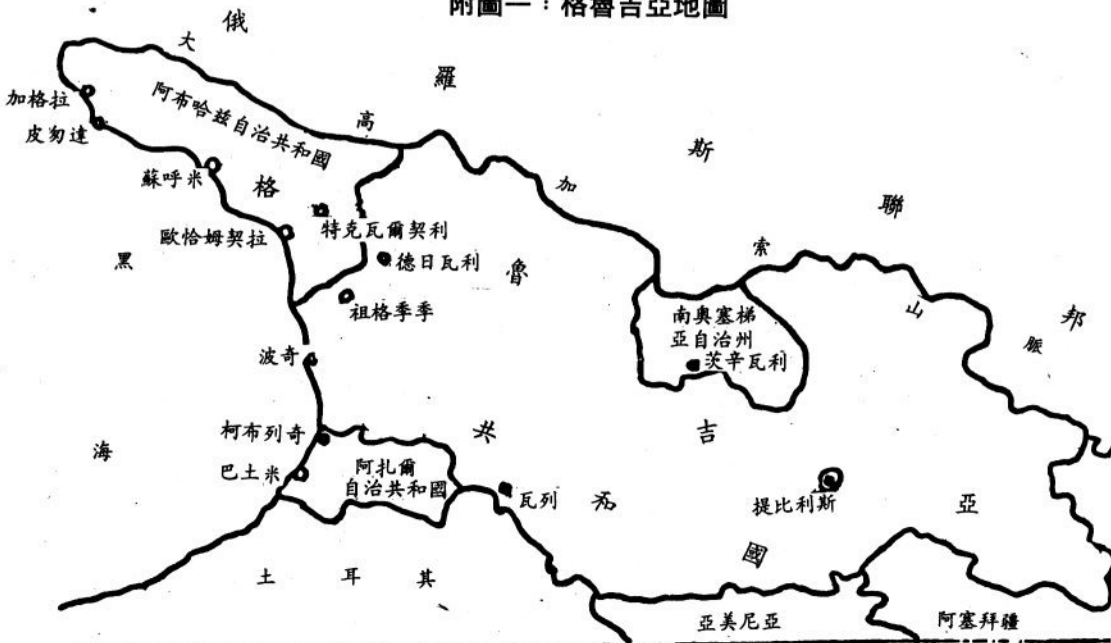 附圖一：格魯吉亞地圖
俄羅斯聯邦
大高加索山脈
阿布哈兹自治共和國
加格拉
皮匆達
蘇呼米
歐恰姆契拉
特克瓦爾契利
德日瓦利
祖格季季
格魯吉亞共和國
黑海
波奇
南奧塞梯
亞自治州
茨辛瓦利
柯布列奇
巴土米
阿扎爾
自治共和國
瓦列
提比利斯
土耳其
亞美尼亞
阿塞拜疆